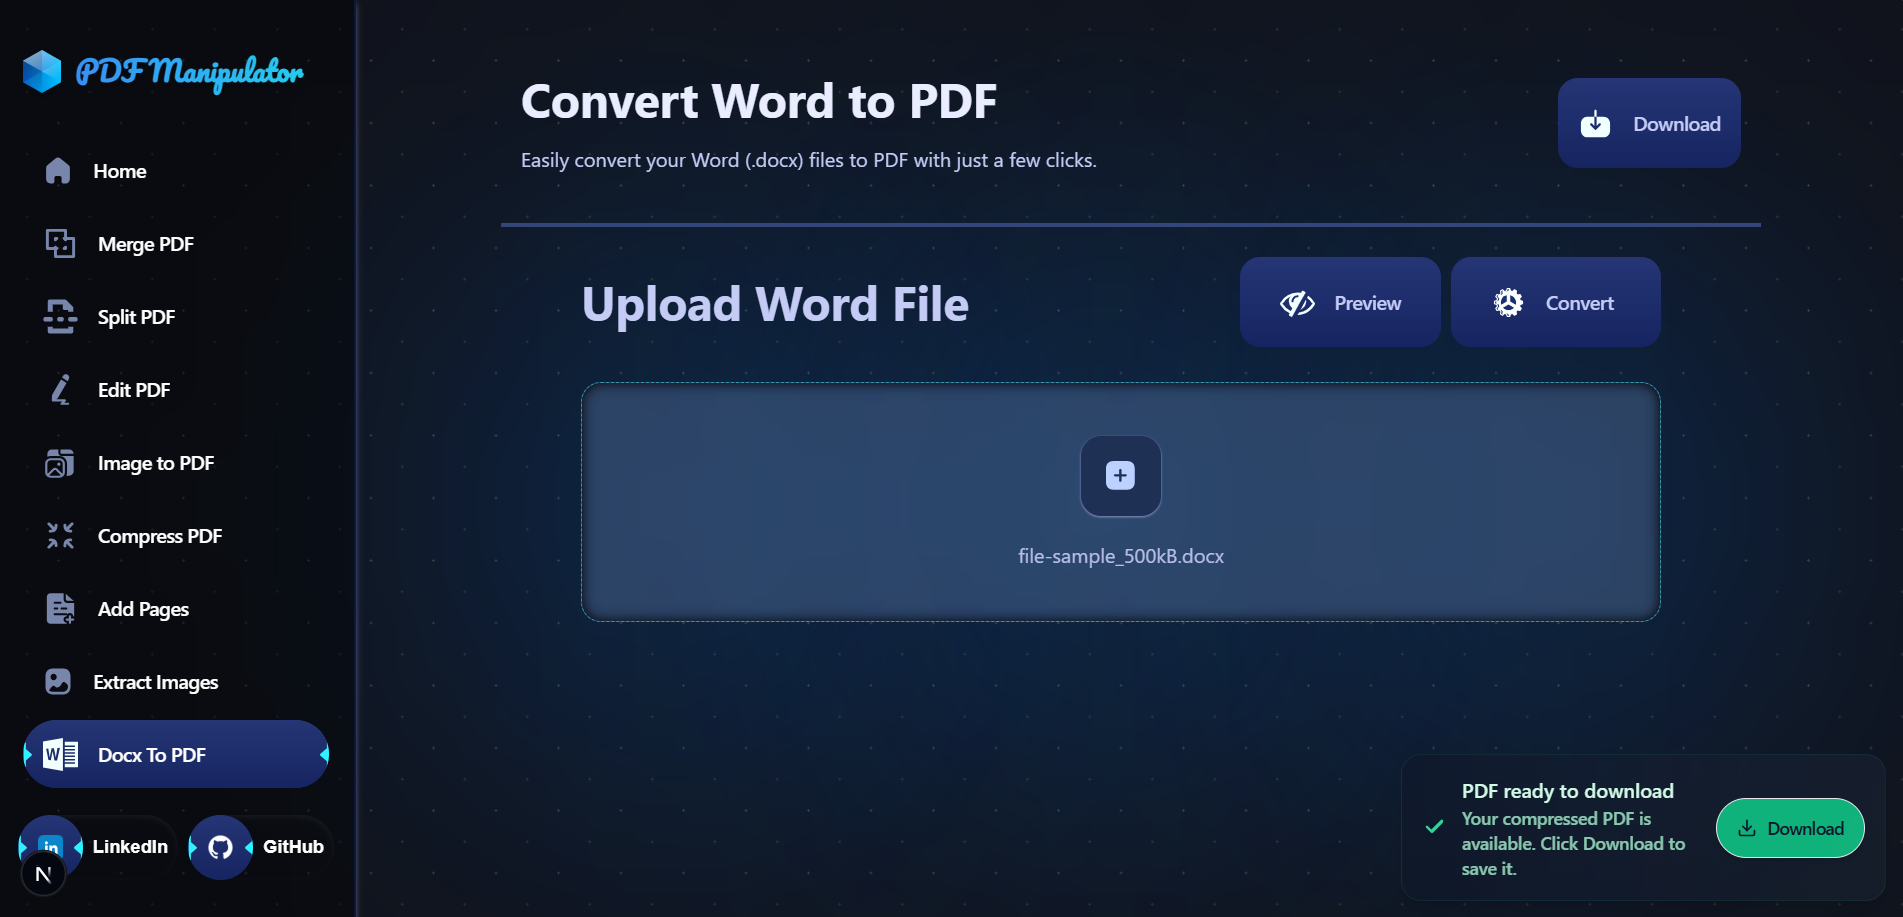 PDFManipulator
Home
Merge PDF
Split PDF
Edit PDF
Image to PDF
Compress PDF
Add Pages
Extract Images
W
Docx To PDF
in
LinkedIn
GitHub
N
Convert Word to PDF
Easily convert your Word (.docx) files to PDF with just a few clicks.
Download
Upload Word File
Preview
Convert
file-sample_500kB.docx
PDF ready to download
Your compressed PDF is
available. Click Download to
save it.
Download